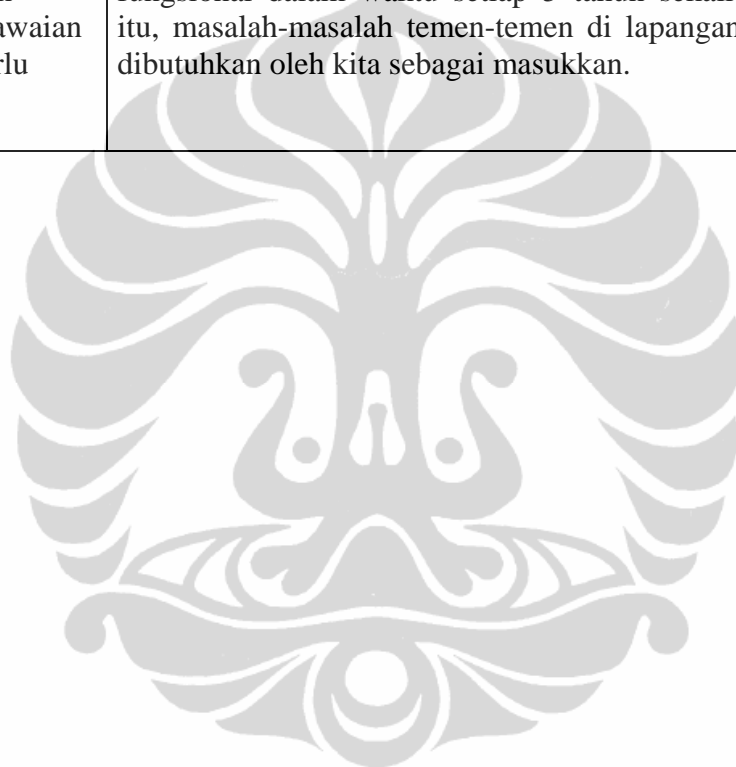 awaian
rlu
fungsional dalam waktu setiap tahun sekali
itu, masalah-masalah temen-temen di lapangan
dibutuhkan oleh kita sebagai masukkan.